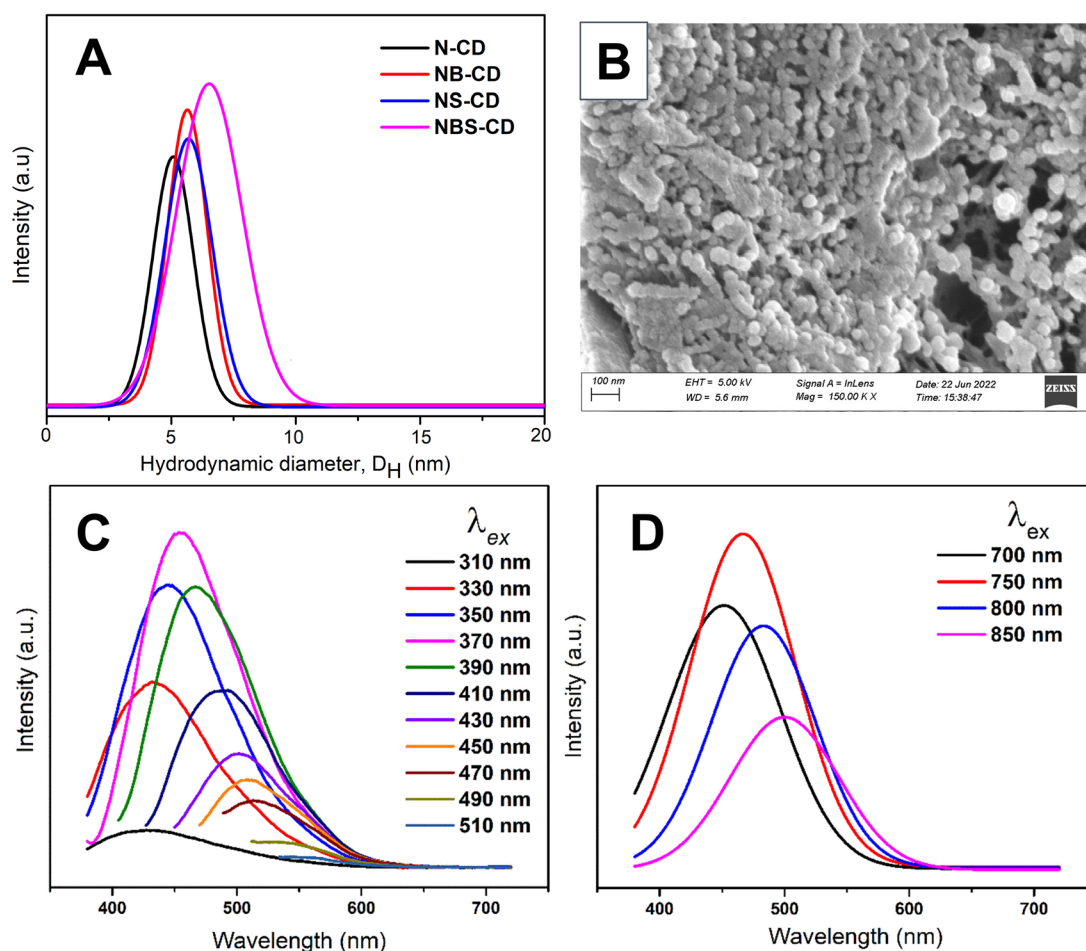 A
N-CD
NB-CD
NS-CD
NBS-CD
Intensity (a.u)
0 5 10 15 20
Hydrodynamic diameter, D_H (nm)
B
100 nm
EHT = 5.00 kV
WD = 5.6 mm
Signal A = InLens
Mag = 150.00 K X
Date: 22 Jun 2022
Time: 15:38:47
ZEISS
C
λex
310 nm
330 nm
350 nm
370 nm
390 nm
410 nm
430 nm
450 nm
470 nm
490 nm
510 nm
Intensity (a.u.)
400 500 600 700
Wavelength (nm)
D
λex
700 nm
750 nm
800 nm
850 nm
Intensity (a.u.)
400 500 600 700
Wavelength (nm)